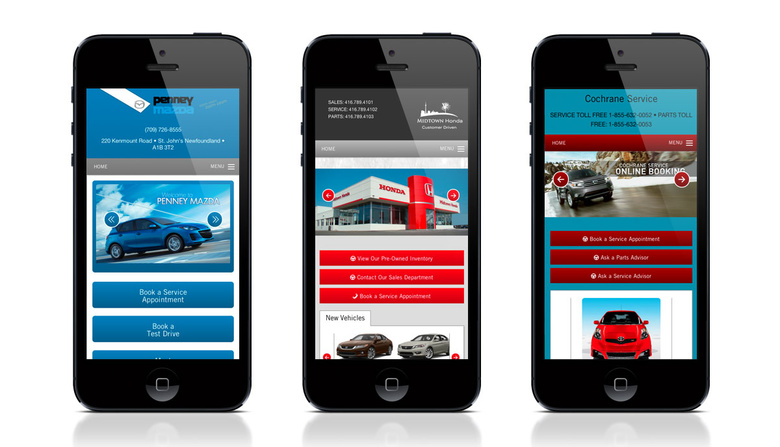 penney
mazda
(709) 726-8555
220 Kenmount Road • St. John's Newfoundland •
A1B 3T2
HOME
MENU
Welcome to
PENNEY MAZDA
Book a Service
Appointment
Book a
Test Drive
SALES: 416.789.4101
SERVICE: 416.789.4102
PARTS: 416.789.4103
MIDTOWN Honda
Customer Driven
HOME
MENU
HONDA
View Our Pre-Owned Inventory
Contact Our Sales Department
Book a Service Appointment
New Vehicles
Cochrane Service
SERVICE TOLL FREE 1-855-632-0052 • PARTS TOLL
FREE: 1-855-632-0053
HOME
MENU
COCHRANE SERVICE
ONLINE BOOKING
Book a Service Appointment
Ask a Parts Advisor
Ask a Service Advisor